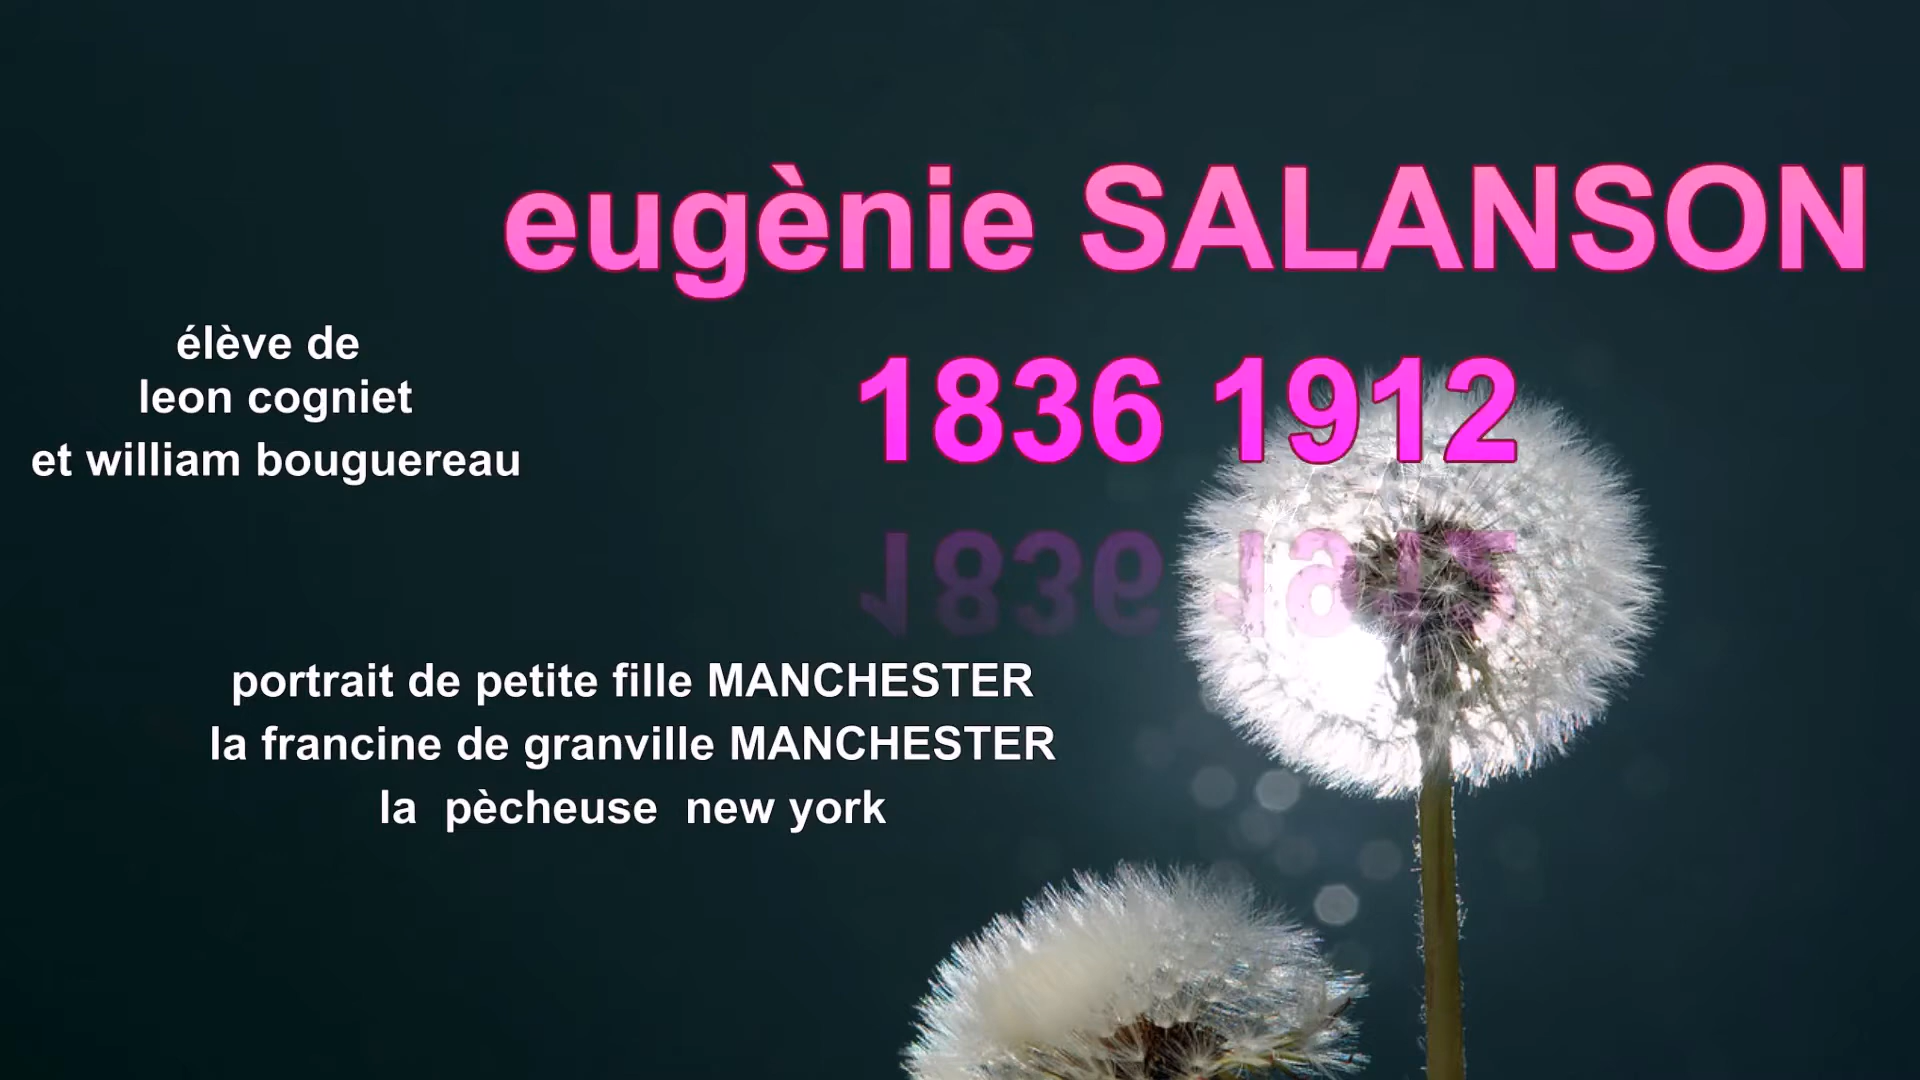 eugènie SALANSON
1836 1912
élève de
leon cogniet
et william bouguereau
portrait de petite fille MANCHESTER
la francine de granville MANCHESTER
la pècheuse new york